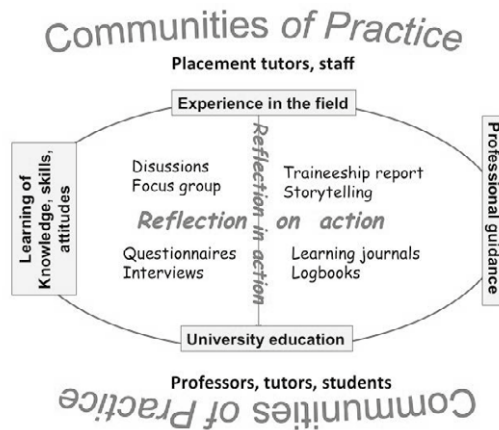 Communities of Practice
Placement tutors, staff
Experience in the field
Learning of
Knowledge, skills,
attitudes
Professional guidance
Reflection in action
Disussions
Focus group
Traineeship report
Storytelling
Reflection on action
Questionnaires
Interviews
Learning journals
Logbooks
University education
Professors, tutors, students
Communities of Practice